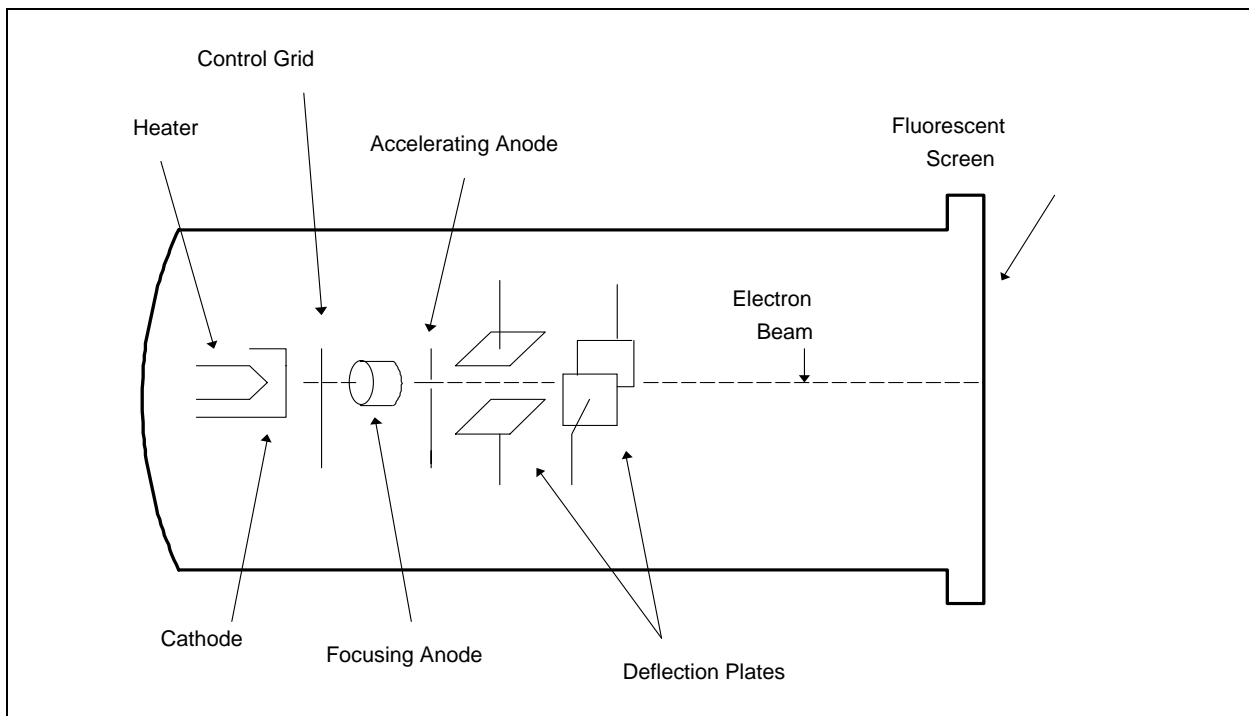 Control Grid
Heater
Accelerating Anode
Fluorescent
Screen
Electron
Beam
Cathode
Focusing Anode
Deflection Plates